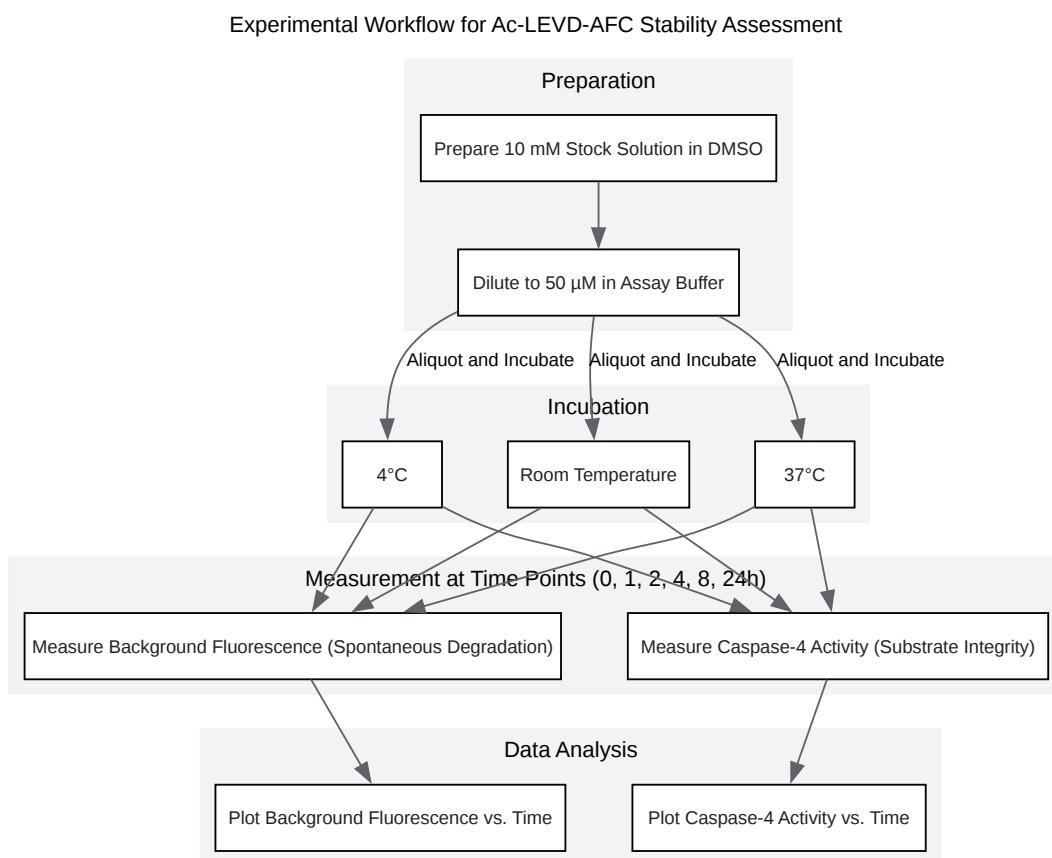 Experimental Workflow for Ac-LEVD-AFC Stability Assessment
Preparation
Prepare 10 mM Stock Solution in DMSO
Dilute to 50 µM in Assay Buffer
Aliquot and Incubate
Aliquot and Incubate
Aliquot and Incubate
Incubation
4°C
Room Temperature
37°C
Measurement at Time Points (0, 1, 2, 4, 8, 24h)
Measure Background Fluorescence (Spontaneous Degradation)
Measure Caspase-4 Activity (Substrate Integrity)
Data Analysis
Plot Background Fluorescence vs. Time
Plot Caspase-4 Activity vs. Time